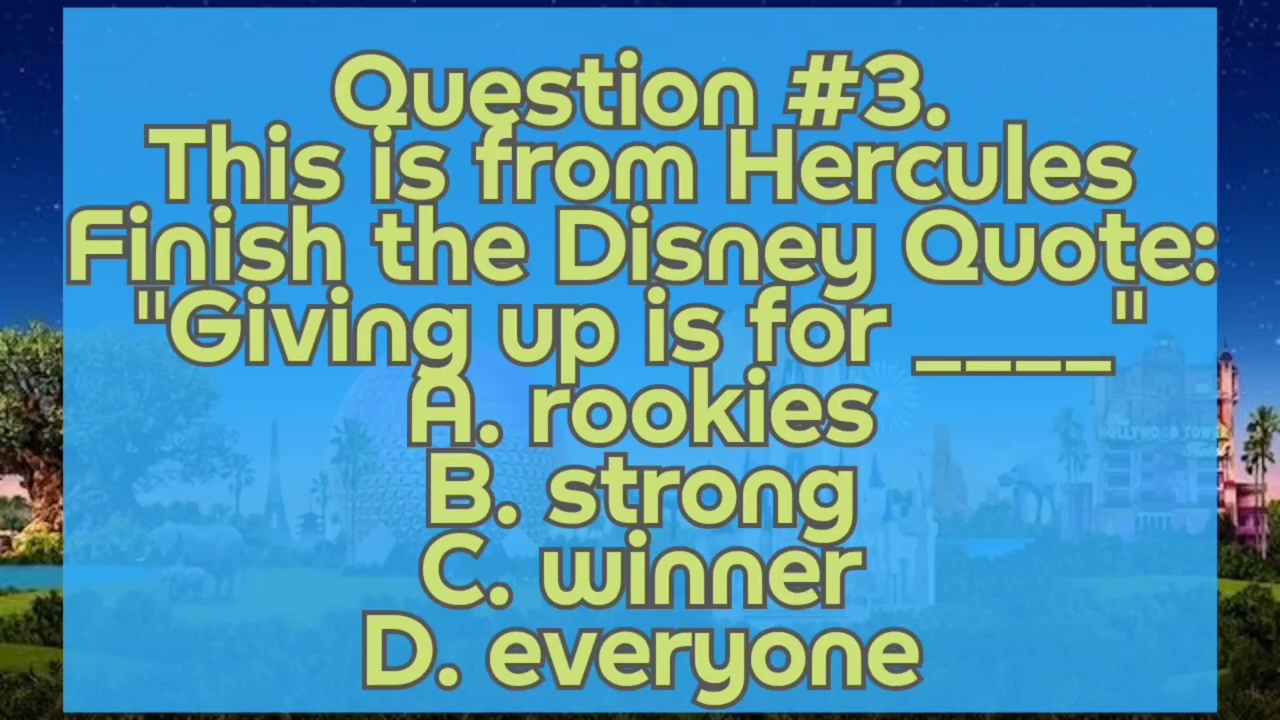 Question #3.
This is from Hercules
Finish the Disney Quote:
"Giving up is for ____"
A. rookies
B. strong
C. winner
D. everyone